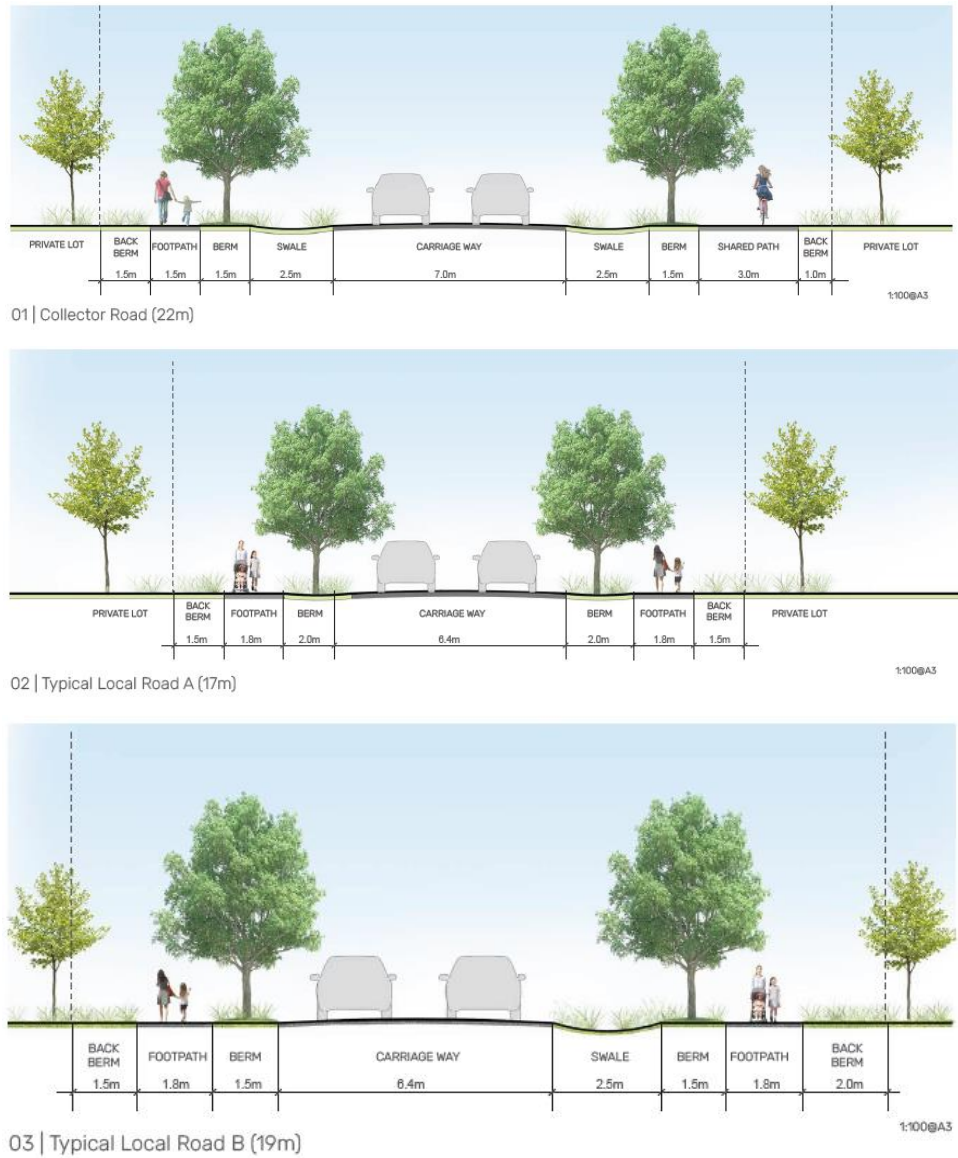 PRIVATE LOT BACK BERM FOOTPATH BERM SWALE CARRIAGE WAY SWALE BERM SHARED PATH BACK BERM PRIVATE LOT
1.5m 1.5m 1.5m 2.5m 7.0m 2.5m 1.5m 3.0m 1.0m
1:100@A3
01 | Collector Road (22m)
PRIVATE LOT BACK BERM FOOTPATH BERM CARRIAGE WAY BERM FOOTPATH BACK BERM PRIVATE LOT
1.5m 1.8m 2.0m 6.4m 2.0m 1.8m 1.5m
1:100@A3
02 | Typical Local Road A (17m)
BACK BERM FOOTPATH BERM CARRIAGE WAY SWALE BERM FOOTPATH BACK BERM
1.5m 1.8m 1.5m 6.4m 2.5m 1.5m 1.8m 2.0m
1:100@A3
03 | Typical Local Road B (19m)